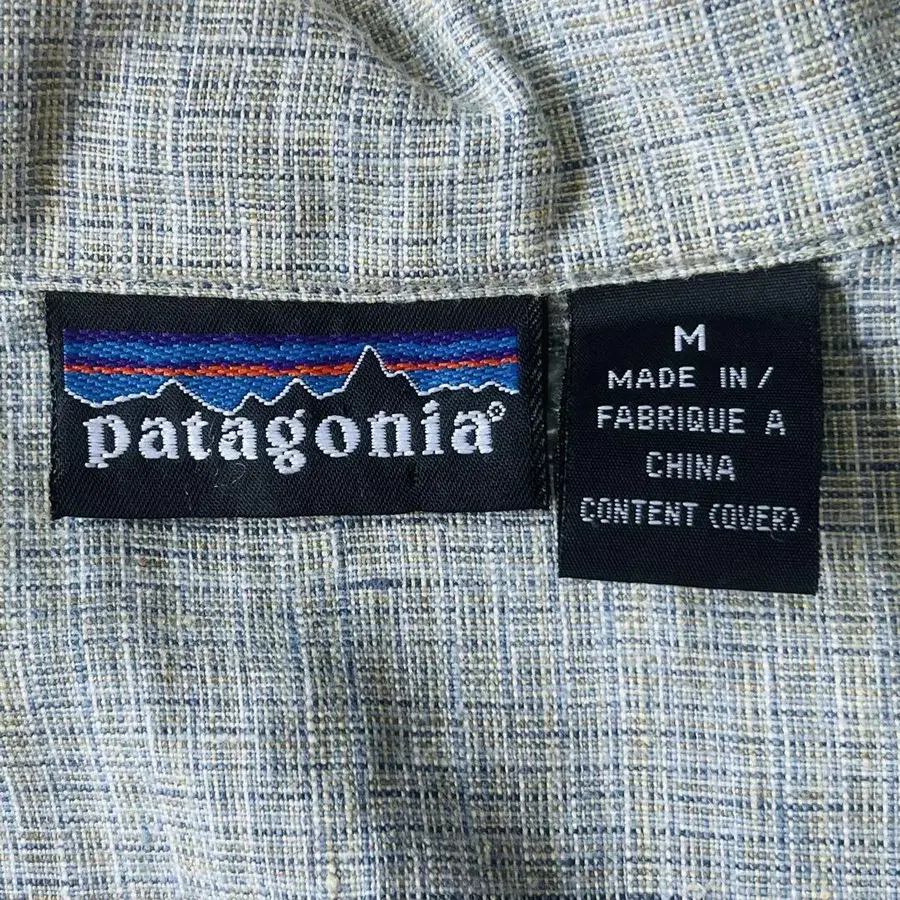 patagonia®
M
MADE IN/
FABRIQUE A
CHINA
CONTENT (OVER)